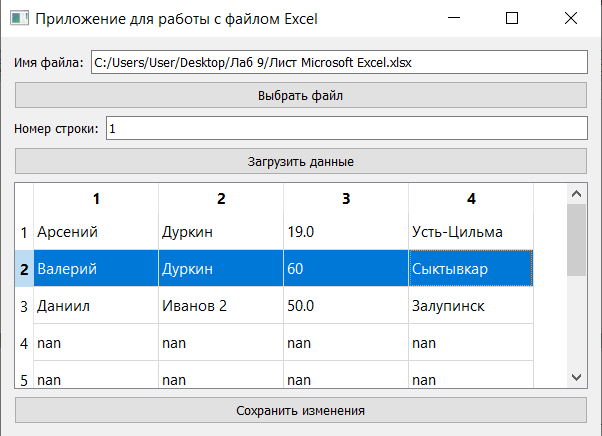 Приложение для работы с файлом Excel
Имя файла: C:/Users/User/Desktop/Лаб 9/Лист Microsoft Excel.xlsx
Выбрать файл
Номер строки: 1
Загрузить данные
1 2 3 4
1 Арсений Дуркин 19.0 Усть-Цильма
2 Валерий Дуркин 60 Сыктывкар
3 Даниил Иванов 2 50.0 Залупинск
4 nan nan nan nan
5 nan nan nan nan
Сохранить изменения